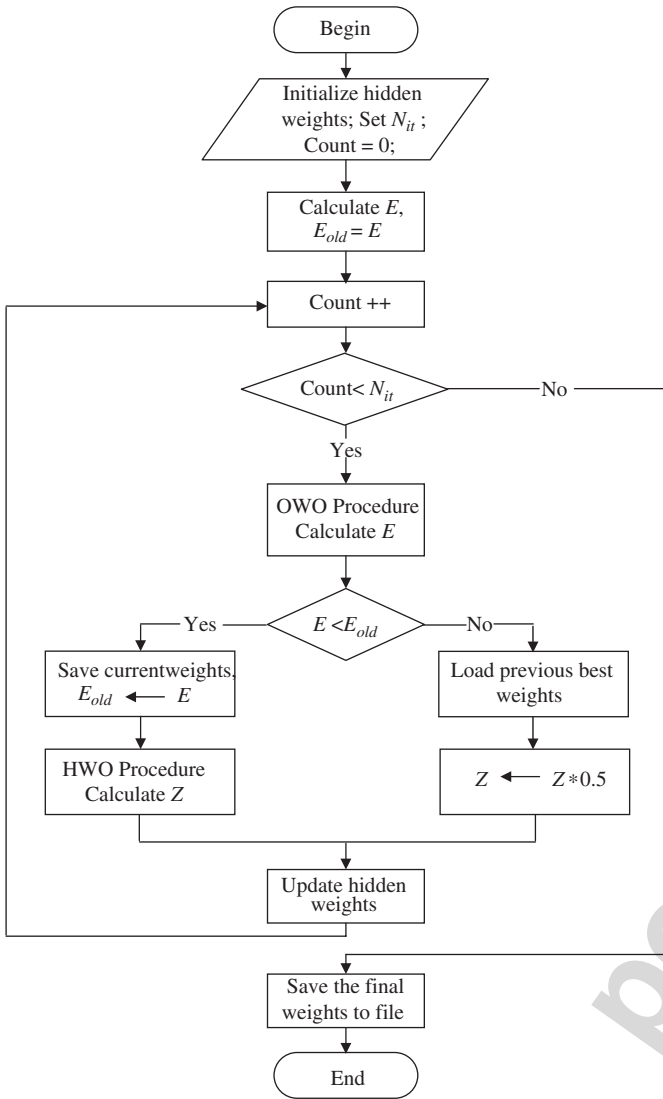 Begin
Initialize hidden
weights; Set N_it ;
Count = 0;
Calculate E,
E_old = E
Count ++
Count< N_it
No
Yes
OWO Procedure
Calculate E
E <E_old
Yes
No
Save currentweights,
E_old ← E
Load previous best
weights
HWO Procedure
Calculate Z
Z ← Z*0.5
Update hidden
weights
Save the final
weights to file
End